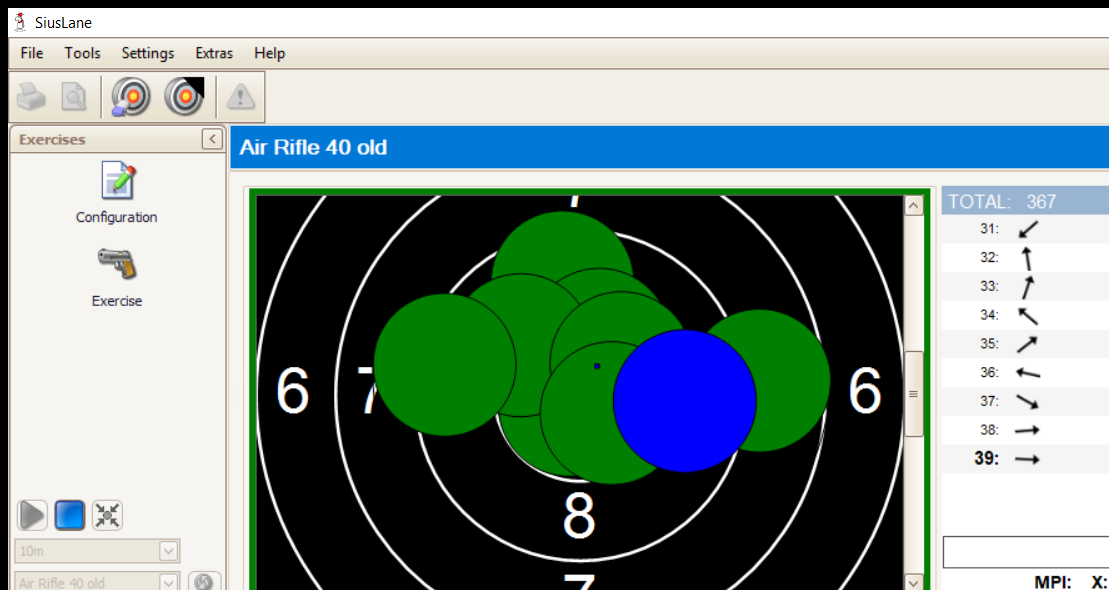 SiusLane
File Tools Settings Extras Help
Exercises
Air Rifle 40 old
Configuration
Exercise
10m
Air Rifle 40 old
7
6 7 6
8
7
TOTAL: 367
31:
32:
33:
34:
35:
36:
37:
38:
39:
MPI: X: